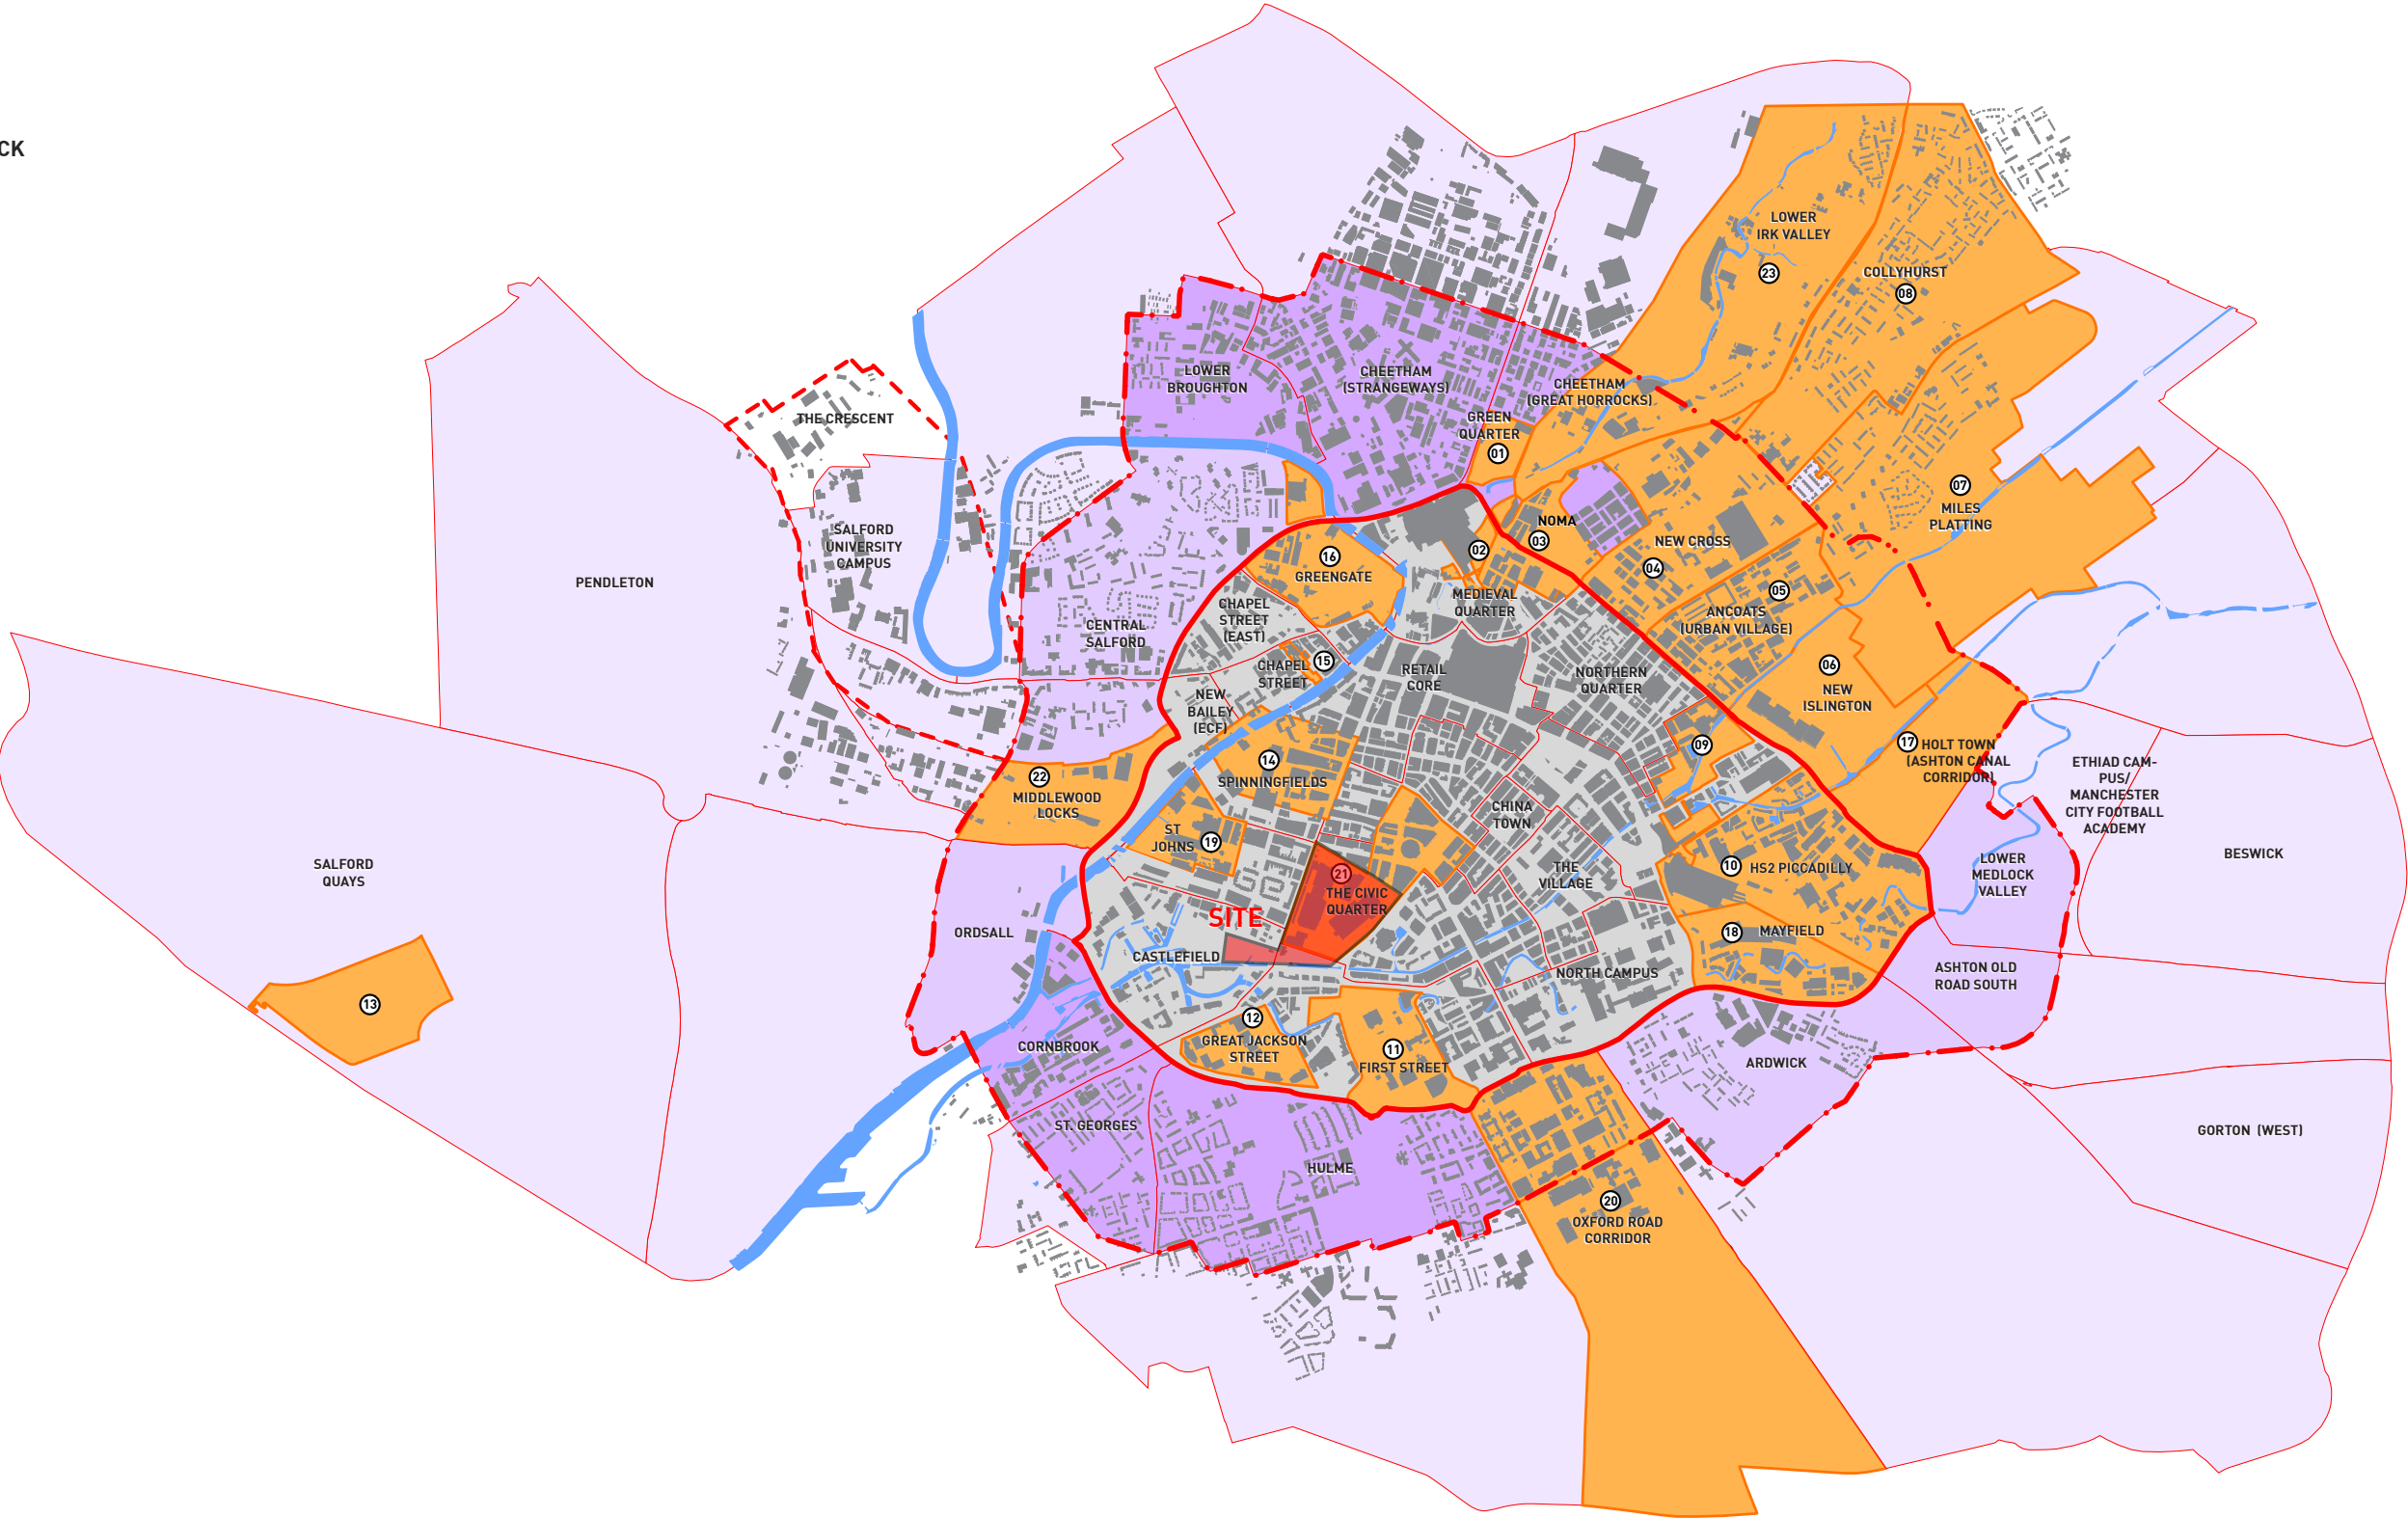 CK
LOWER
IRK VALLEY
23
COLLYHURST
08
LOWER
BROUGHTON
CHEETHAM
(STRANGEWAYS)
CHEETHAM
(GREAT HORROCKS)
THE CRESCENT
GREEN
QUARTER
01
07
MILES
PLATTING
SALFORD
UNIVERSITY
CAMPUS
NOMA
03
02
NEW CROSS
04
PENDLETON
16
GREENGATE
MEDIEVAL
QUARTER
05
ANCOATS
(URBAN VILLAGE)
CHAPEL
STREET
(EAST)
CENTRAL
SALFORD
15
CHAPEL
STREET
RETAIL
CORE
NORTHERN
QUARTER
06
NEW
ISLINGTON
NEW
BAILEY
(ECF)
09
17
HOLT TOWN
(ASHTON CANAL
CORRIDOR)
14
SPINNINGFIELDS
22
MIDDLEWOOD
LOCKS
ETHIAD CAM-
PUS/
MANCHESTER
CITY FOOTBALL
ACADEMY
CHINA
TOWN
ST
JOHNS
19
SALFORD
QUAYS
21
THE CIVIC
QUARTER
THE
VILLAGE
10
HS2 PICCADILLY
LOWER
MEDLOCK
VALLEY
BESWICK
SITE
ORDSALL
18
MAYFIELD
CASTLEFIELD
NORTH CAMPUS
ASHTON OLD
ROAD SOUTH
13
12
GREAT JACKSON
STREET
CORNBROOK
11
FIRST STREET
ARDWICK
ST. GEORGES
GORTON (WEST)
HULME
20
OXFORD ROAD
CORRIDOR